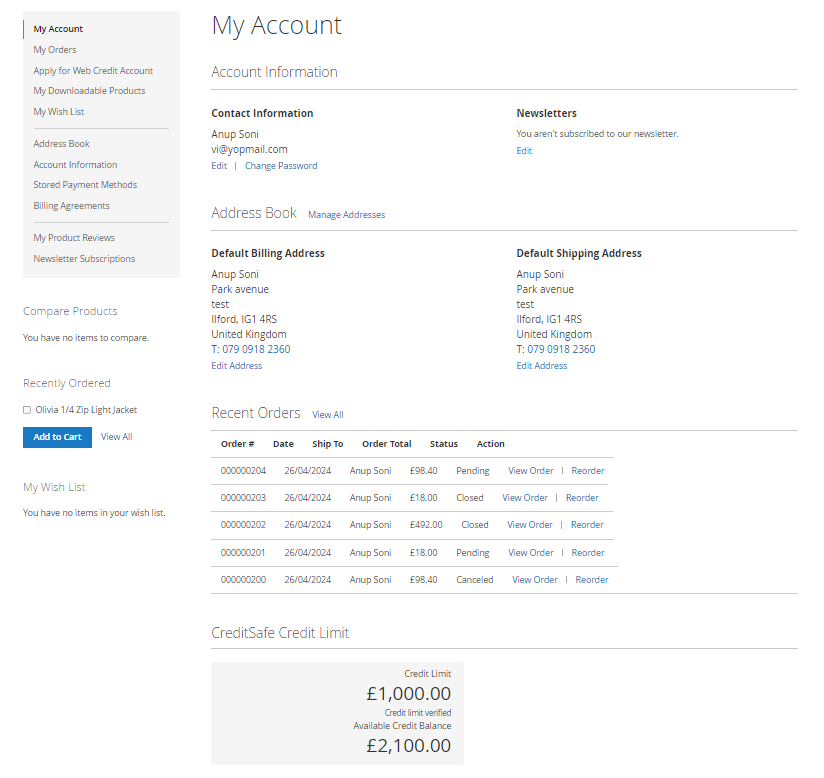 My Account
My Orders
Apply for Web Credit Account
My Downloadable Products
My Wish List
Address Book
Account Information
Stored Payment Methods
Billing Agreements
My Product Reviews
Newsletter Subscriptions
Compare Products
You have no items to compare.
Recently Ordered
Olivia 1/4 Zip Light Jacket
Add to Cart View All
My Wish List
You have no items in your wish list.
My Account
Account Information
Contact Information
Anup Soni
vi@yopmail.com
Edit | Change Password
Newsletters
You aren't subscribed to our newsletter.
Edit
Address Book Manage Addresses
Default Billing Address
Anup Soni
Park avenue
test
Ilford, IG1 4RS
United Kingdom
T: 079 0918 2360
Edit Address
Default Shipping Address
Anup Soni
Park avenue
test
Ilford, IG1 4RS
United Kingdom
T: 079 0918 2360
Edit Address
Recent Orders View All
Order # Date Ship To Order Total Status Action
000000204 26/04/2024 Anup Soni £98.40 Pending View Order | Reorder
000000203 26/04/2024 Anup Soni £18.00 Closed View Order | Reorder
000000202 26/04/2024 Anup Soni £492.00 Closed View Order | Reorder
000000201 26/04/2024 Anup Soni £18.00 Pending View Order | Reorder
000000200 26/04/2024 Anup Soni £98.40 Canceled View Order | Reorder
CreditSafe Credit Limit
Credit Limit
£1,000.00
Credit limit verified
Available Credit Balance
£2,100.00